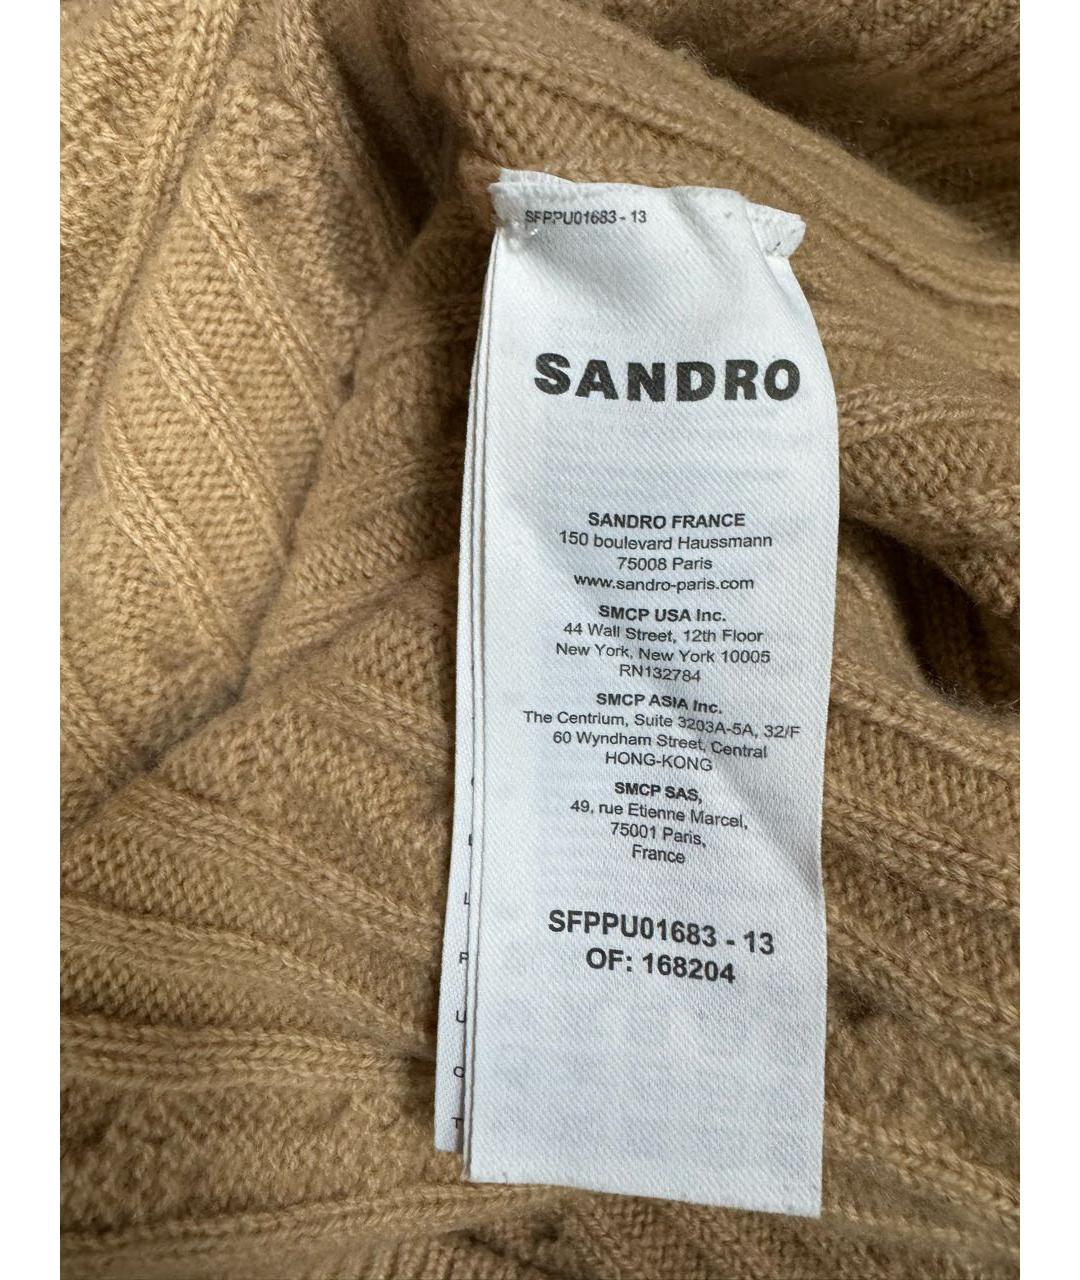 SFPPU01683 - 13
SANDRO
SANDRO FRANCE
150 boulevard Haussmann
75008 Paris
www.sandro-paris.com
SMCP USA Inc.
44 Wall Street, 12th Floor
New York, New York 10005
RN132784
SMCP ASIA Inc.
The Centrium, Suite 3203A-5A, 32/F
60 Wyndham Street, Central
HONG-KONG
SMCP SAS,
49, rue Etienne Marcel,
75001 Paris,
France
SFPPU01683 - 13
OF: 168204